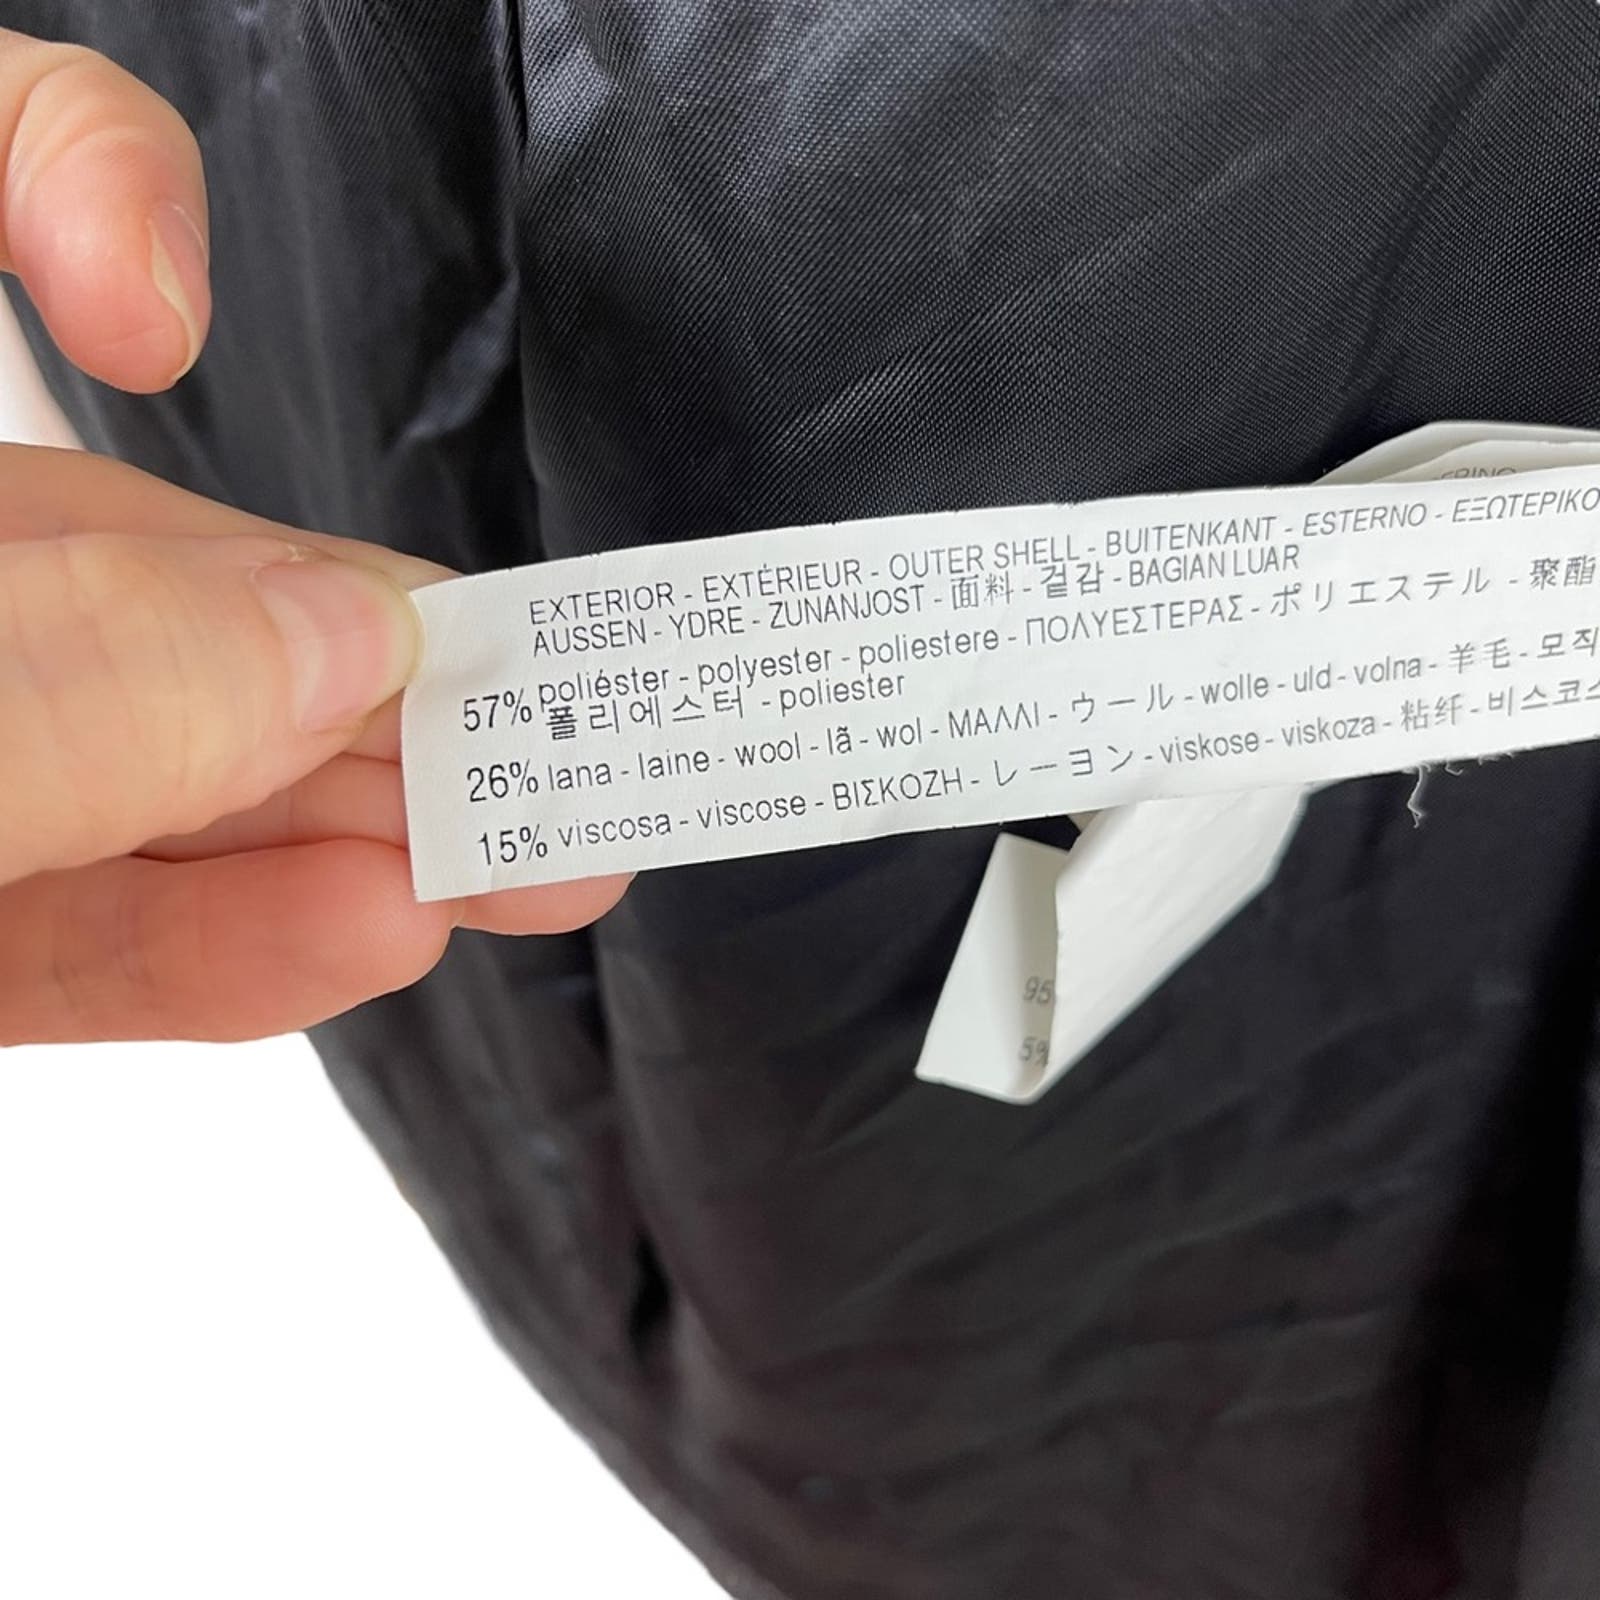 EXTERIOR - EXTÉRIEUR - OUTER SHELL - BUITENKANT - ESTERNO - ΕΞΩΤΕΡΙΚΟ
AUSSEN - YDRE - ZUNANJOST - 面料 - 겉감 - BAGIAN LUAR
57% poliéster - polyester - poliestere - ΠΟΛΥΕΣΤΕΡΑΣ - ポリエステル - 聚酯
폴리에스터 - poliester
26% lana - laine - wool - lã - wol - ΜΑΛΛΙ - ウール - wolle - uld - volna - 羊毛 - 모직
15% viscosa - viscose - ΒΙΣΚΟΖΗ - レーヨン - viskose - viskoza - 粘纤 - 비스코스
95
5%